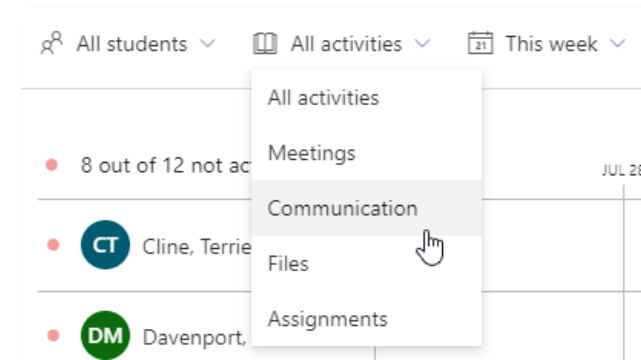 All students All activities 21 This week
All activities
Meetings
8 out of 12 not ac
JUL 28
Communication
CT Cline, Terrie
Files
Assignments
DM Davenport,